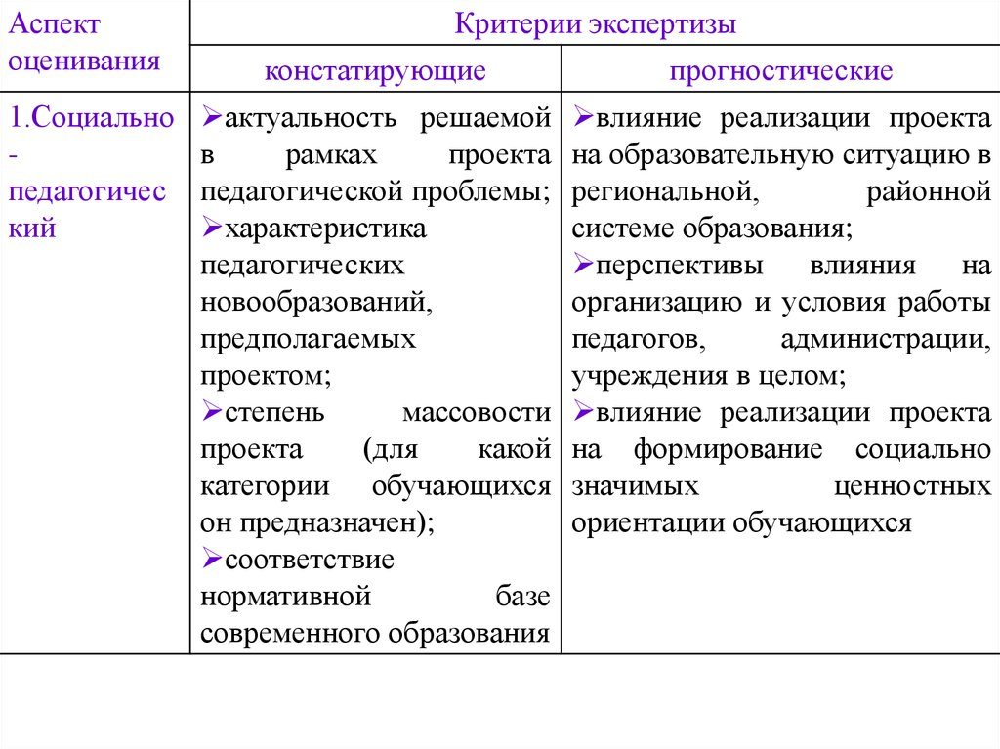 Аспект
оценивания
Критерии экспертизы
констатирующие
прогностические
1.Социально
-
педагогичес
кий
➢актуальность решаемой
в рамках проекта
педагогической проблемы;
➢характеристика
педагогических
новообразований,
предполагаемых
проектом;
➢степень массовости
проекта (для какой
категории обучающихся
он предназначен);
➢соответствие
нормативной базе
современного образования
➢влияние реализации проекта
на образовательную ситуацию в
региональной, районной
системе образования;
➢перспективы влияния на
организацию и условия работы
педагогов, администрации,
учреждения в целом;
➢влияние реализации проекта
на формирование социально
значимых ценностных
ориентации обучающихся